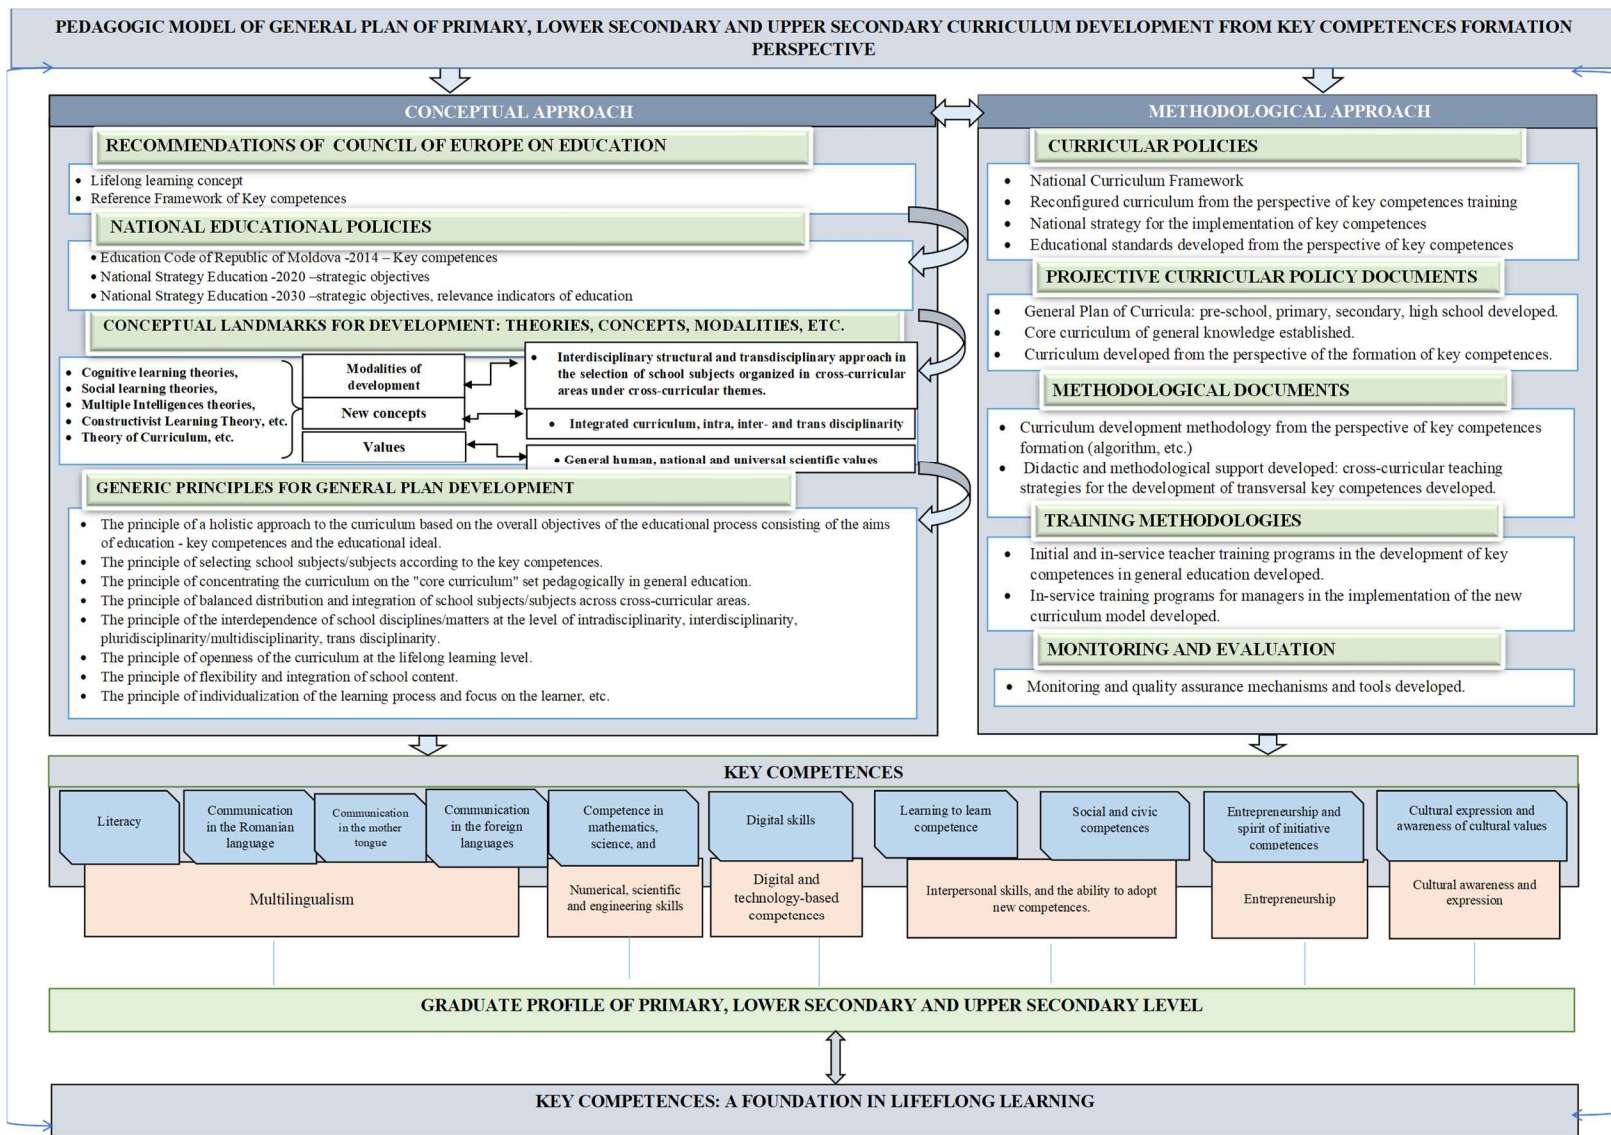 PEDAGOGIC MODEL OF GENERAL PLAN OF PRIMARY, LOWER SECONDARY AND UPPER SECONDARY CURRICULUM DEVELOPMENT FROM KEY COMPETENCES FORMATION
PERSPECTIVE
CONCEPTUAL APPROACH
RECOMMENDATIONS OF COUNCIL OF EUROPE ON EDUCATION
• Lifelong learning concept
• Reference Framework of Key competences
NATIONAL EDUCATIONAL POLICIES
• Education Code of Republic of Moldova -2014 – Key competences
• National Strategy Education -2020 –strategic objectives
• National Strategy Education -2030 –strategic objectives, relevance indicators of education
CONCEPTUAL LANDMARKS FOR DEVELOPMENT: THEORIES, CONCEPTS, MODALITIES, ETC.
• Cognitive learning theories,
• Social learning theories,
• Multiple Intelligences theories,
• Constructivist Learning Theory, etc.
• Theory of Curriculum, etc.
Modalities of
development
New concepts
Values
• Interdisciplinary structural and transdisciplinary approach in
the selection of school subjects organized in cross-curricular
areas under cross-curricular themes.
• Integrated curriculum, intra, inter- and trans disciplinarity
• General human, national and universal scientific values
GENERIC PRINCIPLES FOR GENERAL PLAN DEVELOPMENT
• The principle of a holistic approach to the curriculum based on the overall objectives of the educational process consisting of the aims
of education - key competences and the educational ideal.
• The principle of selecting school subjects/subjects according to the key competences.
• The principle of concentrating the curriculum on the "core curriculum" set pedagogically in general education.
• The principle of balanced distribution and integration of school subjects/subjects across cross-curricular areas.
• The principle of the interdependence of school disciplines/matters at the level of intradisciplinarity, interdisciplinarity,
pluridisciplinarity/multidisciplinarity, trans disciplinarity.
• The principle of openness of the curriculum at the lifelong learning level.
• The principle of flexibility and integration of school content.
• The principle of individualization of the learning process and focus on the learner, etc.
METHODOLOGICAL APPROACH
CURRICULAR POLICIES
• National Curriculum Framework
• Reconfigured curriculum from the perspective of key competences training
• National strategy for the implementation of key competences
• Educational standards developed from the perspective of key competences
PROJECTIVE CURRICULAR POLICY DOCUMENTS
• General Plan of Curricula: pre-school, primary, secondary, high school developed.
• Core curriculum of general knowledge established.
• Curriculum developed from the perspective of the formation of key competences.
METHODOLOGICAL DOCUMENTS
• Curriculum development methodology from the perspective of key competences
formation (algorithm, etc.)
• Didactic and methodological support developed: cross-curricular teaching
strategies for the development of transversal key competences developed.
TRAINING METHODOLOGIES
• Initial and in-service teacher training programs in the development of key
competences in general education developed.
• In-service training programs for managers in the implementation of the new
curriculum model developed.
MONITORING AND EVALUATION
• Monitoring and quality assurance mechanisms and tools developed.
KEY COMPETENCES
Literacy
Communication
in the Romanian
language
Communication
in the mother
tongue
Communication
in the foreign
languages
Competence in
mathematics,
science, and
Digital skills
Learning to learn
competence
Social and civic
competences
Entrepreneurship and
spirit of initiative
competences
Cultural expression and
awareness of cultural values
Multilingualism
Numerical, scientific
and engineering skills
Digital and
technology-based
competences
Interpersonal skills, and the ability to adopt
new competences.
Entrepreneurship
Cultural awareness and
expression
GRADUATE PROFILE OF PRIMARY, LOWER SECONDARY AND UPPER SECONDARY LEVEL
KEY COMPETENCES: A FOUNDATION IN LIFEFLONG LEARNING